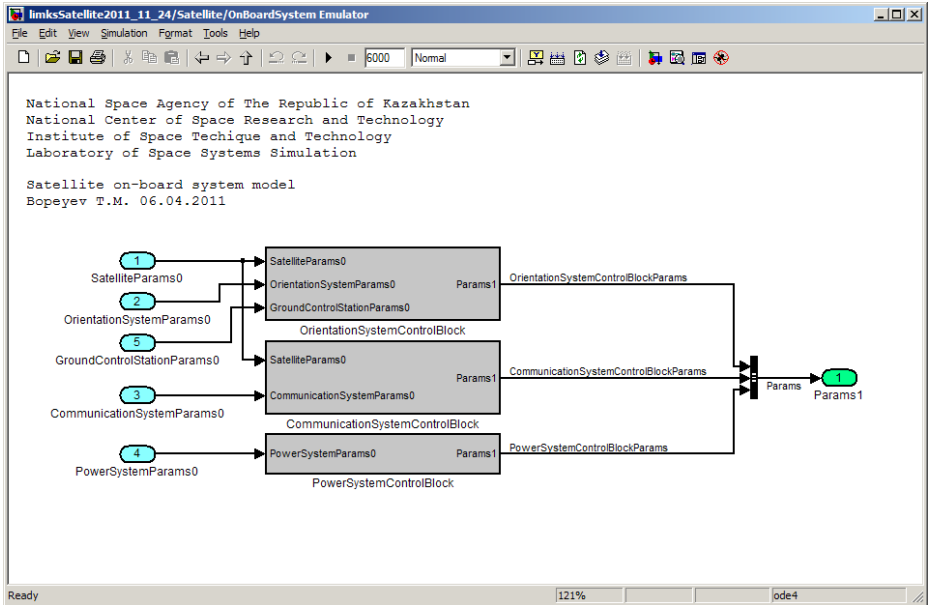 limksSatellite2011_11_24/Satellite/OnBoardSystem Emulator
File Edit View Simulation Format Tools Help
6000 Normal
National Space Agency of The Republic of Kazakhstan
National Center of Space Research and Technology
Institute of Space Techique and Technology
Laboratory of Space Systems Simulation
Satellite on-board system model
Bopeyev T.M. 06.04.2011
1
SatelliteParams0
2
OrientationSystemParams0
5
GroundControlStationParams0
3
CommunicationSystemParams0
4
PowerSystemParams0
SatelliteParams0
OrientationSystemParams0 Params1
GroundControlStationParams0
OrientationSystemControlBlock
SatelliteParams0
Params1
CommunicationSystemParams0
CommunicationSystemControlBlock
PowerSystemParams0 Params1
PowerSystemControlBlock
OrientationSystemControlBlockParams
CommunicationSystemControlBlockParams
PowerSystemControlBlockParams
Params
1
Params1
Ready 121% ode4